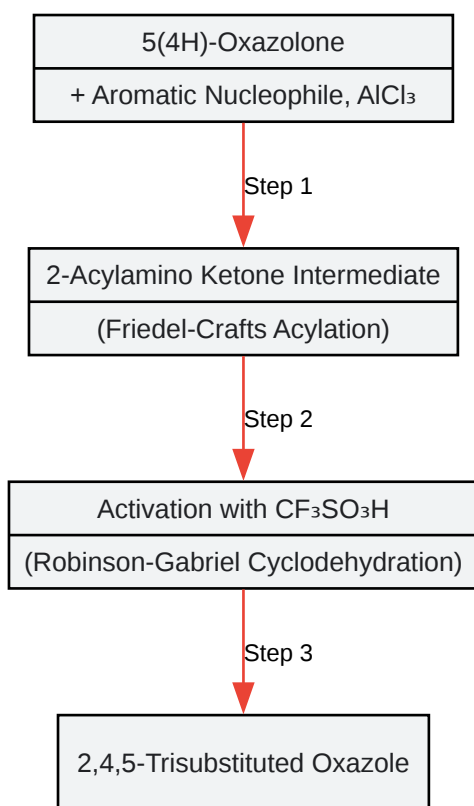 5(4H)-Oxazolone
+ Aromatic Nucleophile, AlCl₃
Step 1
2-Acylamino Ketone Intermediate
(Friedel-Crafts Acylation)
Step 2
Activation with CF₃SO₃H
(Robinson-Gabriel Cyclodehydration)
Step 3
2,4,5-Trisubstituted Oxazole